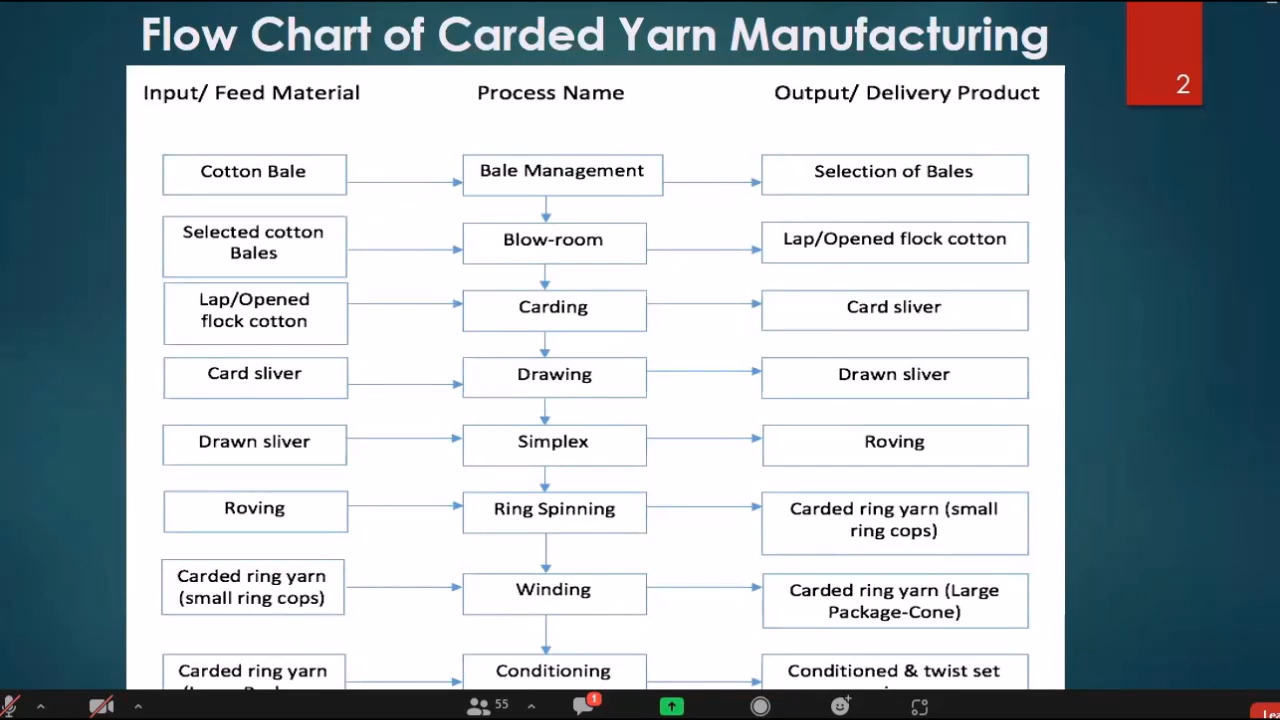 Flow Chart of Carded Yarn Manufacturing
2
Input/ Feed Material
Process Name
Output/ Delivery Product
Cotton Bale
Bale Management
Selection of Bales
Selected cotton
Bales
Blow-room
Lap/Opened flock cotton
Lap/Opened
flock cotton
Carding
Card sliver
Card sliver
Drawing
Drawn sliver
Drawn sliver
Simplex
Roving
Roving
Ring Spinning
Carded ring yarn (small
ring cops)
Carded ring yarn
(small ring cops)
Winding
Carded ring yarn (Large
Package-Cone)
Carded ring yarn
Conditioning
Conditioned & twist set
55
1